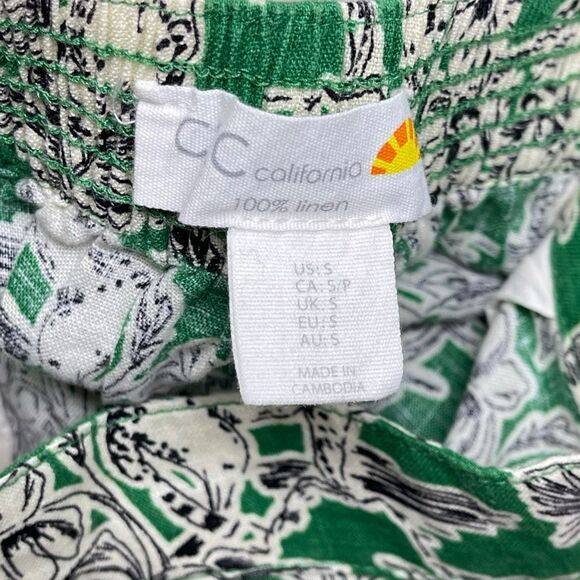 CC california
100% linen
US: S
CA: S/P
UK: S
EU: S
AU: S
MADE IN
CAMBODIA